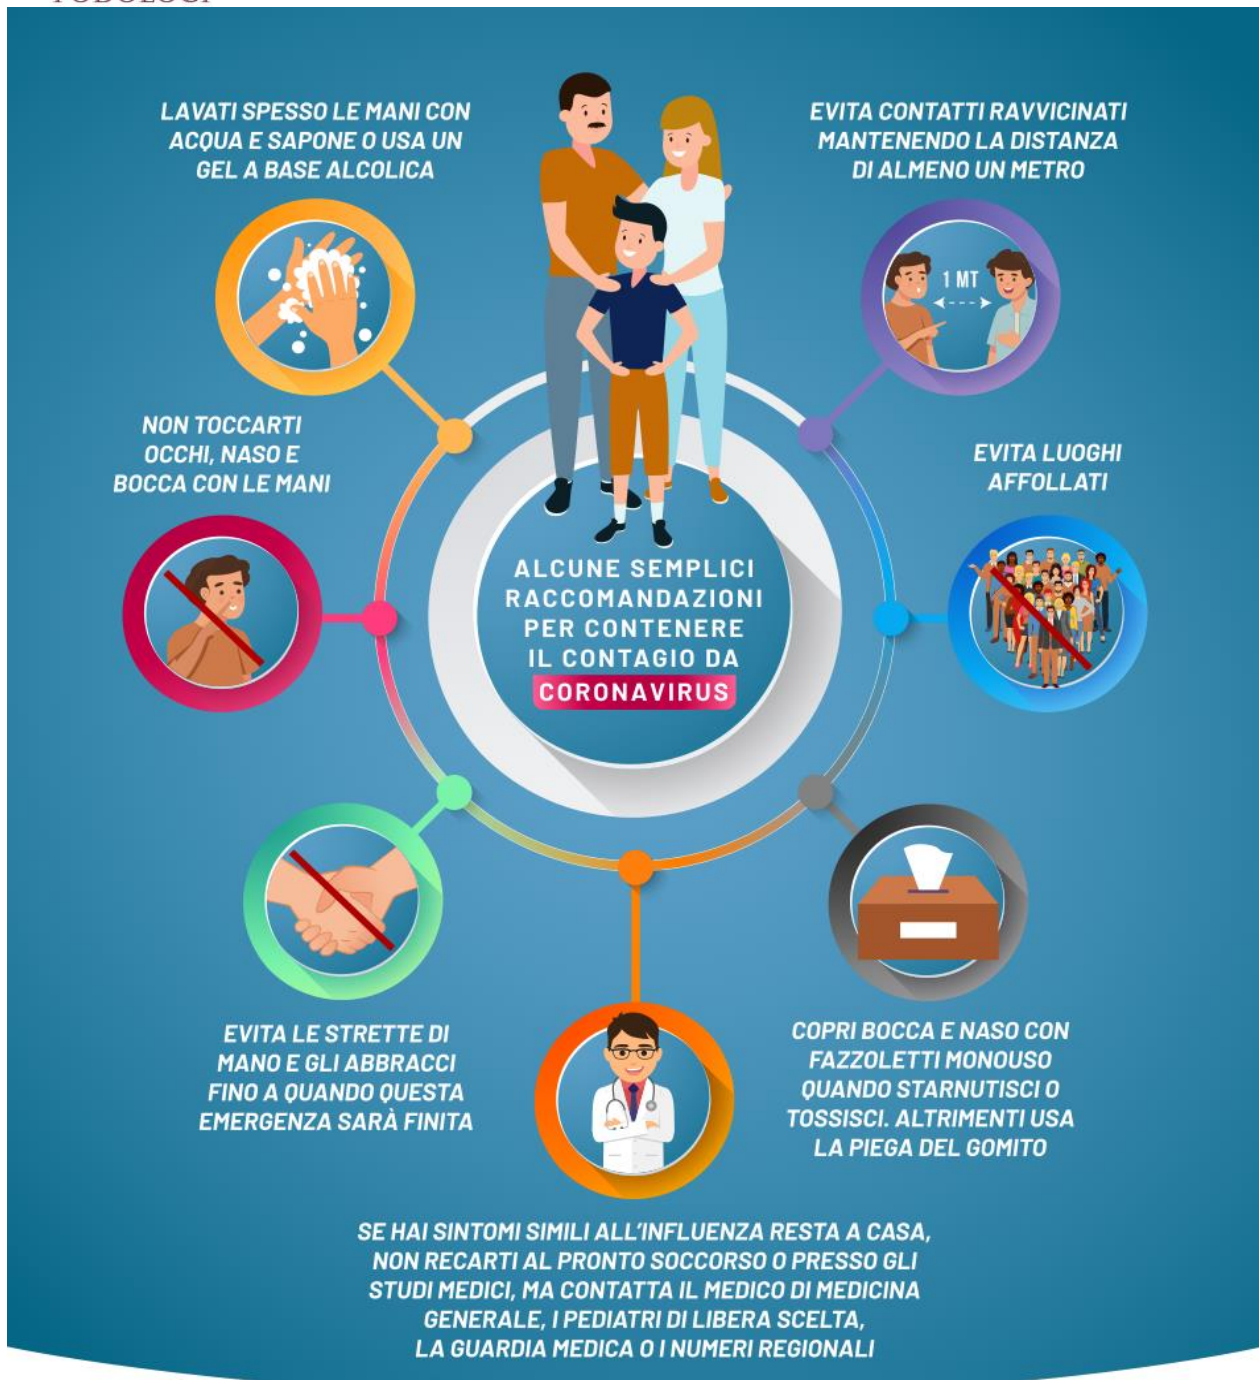 LAVATI SPESSO LE MANI CON
ACQUA E SAPONE O USA UN
GEL A BASE ALCOLICA
EVITA CONTATTI RAVVICINATI
MANTENENDO LA DISTANZA
DI ALMENO UN METRO
1 MT
NON TOCCARTI
OCCHI, NASO E
BOCCA CON LE MANI
EVITA LUOGHI
AFFOLLATI
ALCUNE SEMPLICI
RACCOMANDAZIONI
PER CONTENERE
IL CONTAGIO DA
CORONAVIRUS
EVITA LE STRETTE DI
MANO E GLI ABBRACCI
FINO A QUANDO QUESTA
EMERGENZA SARÀ FINITA
COPRI BOCCA E NASO CON
FAZZOLETTI MONOUSO
QUANDO STARNUTISCI O
TOSSISCI. ALTRIMENTI USA
LA PIEGA DEL GOMITO
SE HAI SINTOMI SIMILI ALL'INFLUENZA RESTA A CASA,
NON RECARTI AL PRONTO SOCCORSO O PRESSO GLI
STUDI MEDICI, MA CONTATTA IL MEDICO DI MEDICINA
GENERALE, I PEDIATRI DI LIBERA SCELTA,
LA GUARDIA MEDICA O I NUMERI REGIONALI